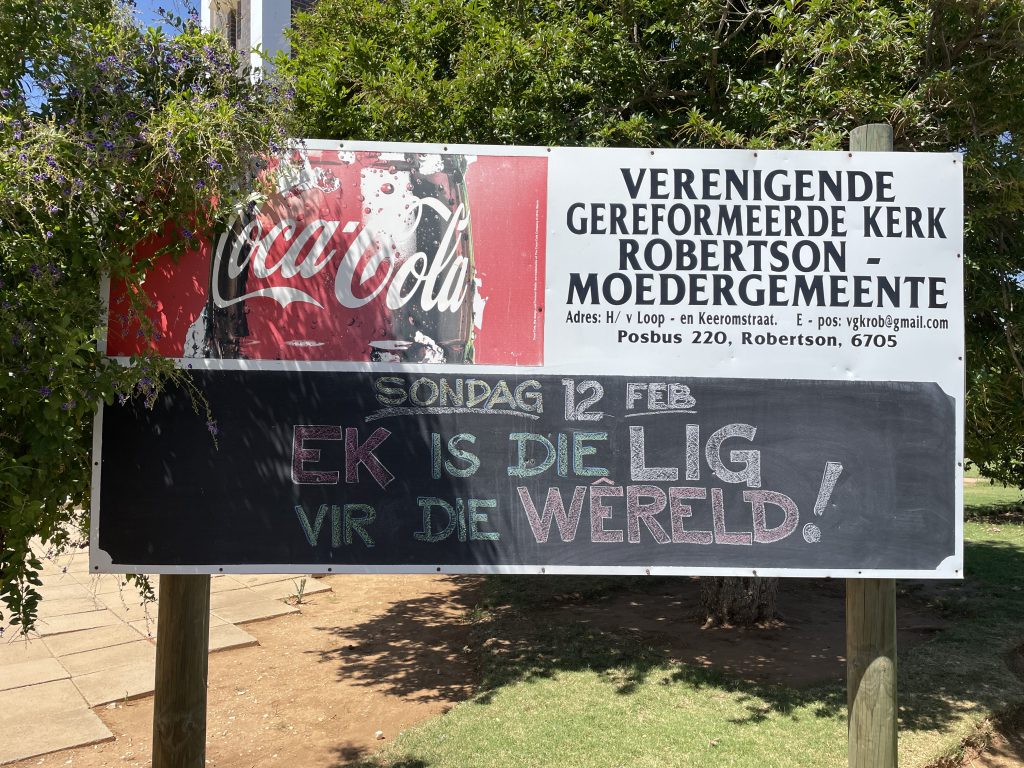 Coca-Cola
VERENIGENDE
GEREFORMEERDE KERK
ROBERTSON -
MOEDERGEMEENTE
Adres: H/ v Loop - en Keeromstraat. E - pos: vgkrob@gmail.com
Posbus 220, Robertson, 6705
SONDAG 12 FEB
EK IS DIE LIG
VIR DIE WÊRELD!